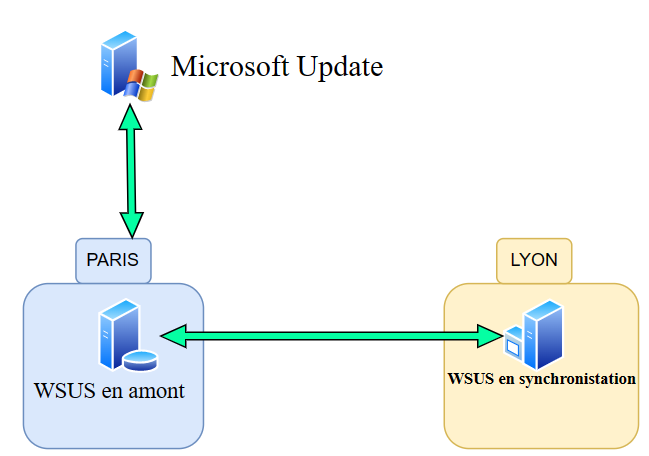 Microsoft Update
PARIS
LYON
WSUS en amont
WSUS en synchronistation